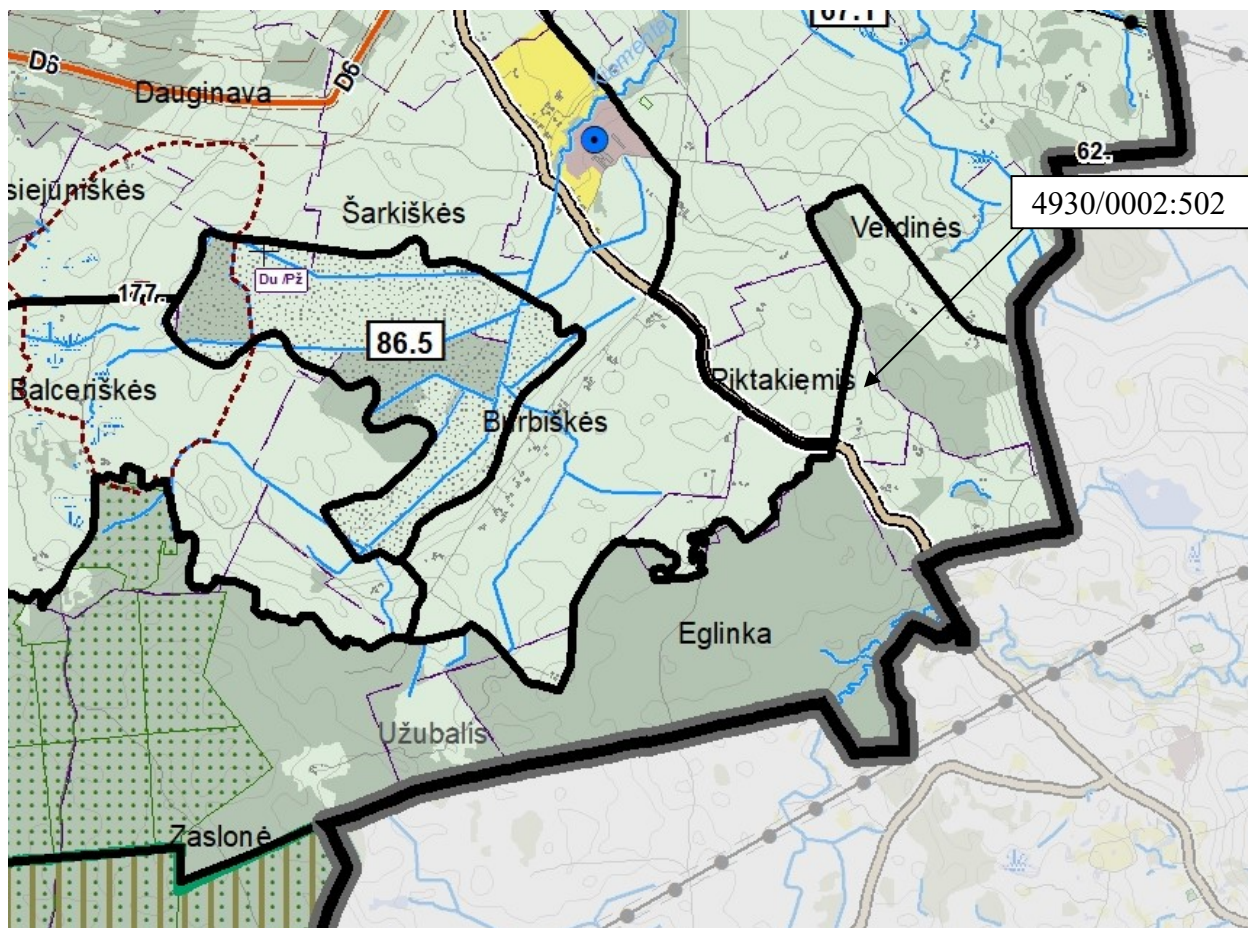 67.1
D6
D6
Dauginava
62.
siejūniškės
4930/0002:502
Šarkiškės
Verdinės
Du /Pž
177.
86.5
Balceriškės
Piktakiemis
Burbiškės
Eglinka
Užubalis
Zaslonė